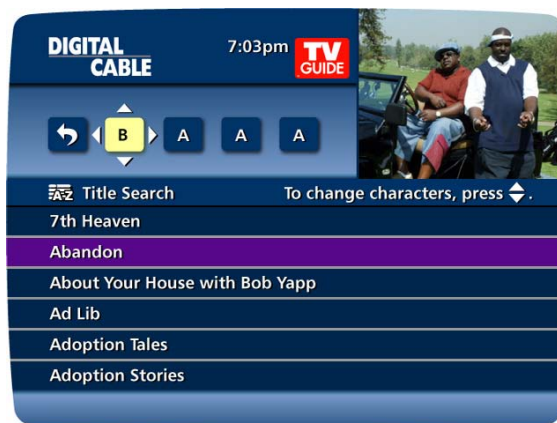 DIGITAL CABLE
7:03pm
TV GUIDE
B A A A
A-Z Title Search To change characters, press .
7th Heaven
Abandon
About Your House with Bob Yapp
Ad Lib
Adoption Tales
Adoption Stories